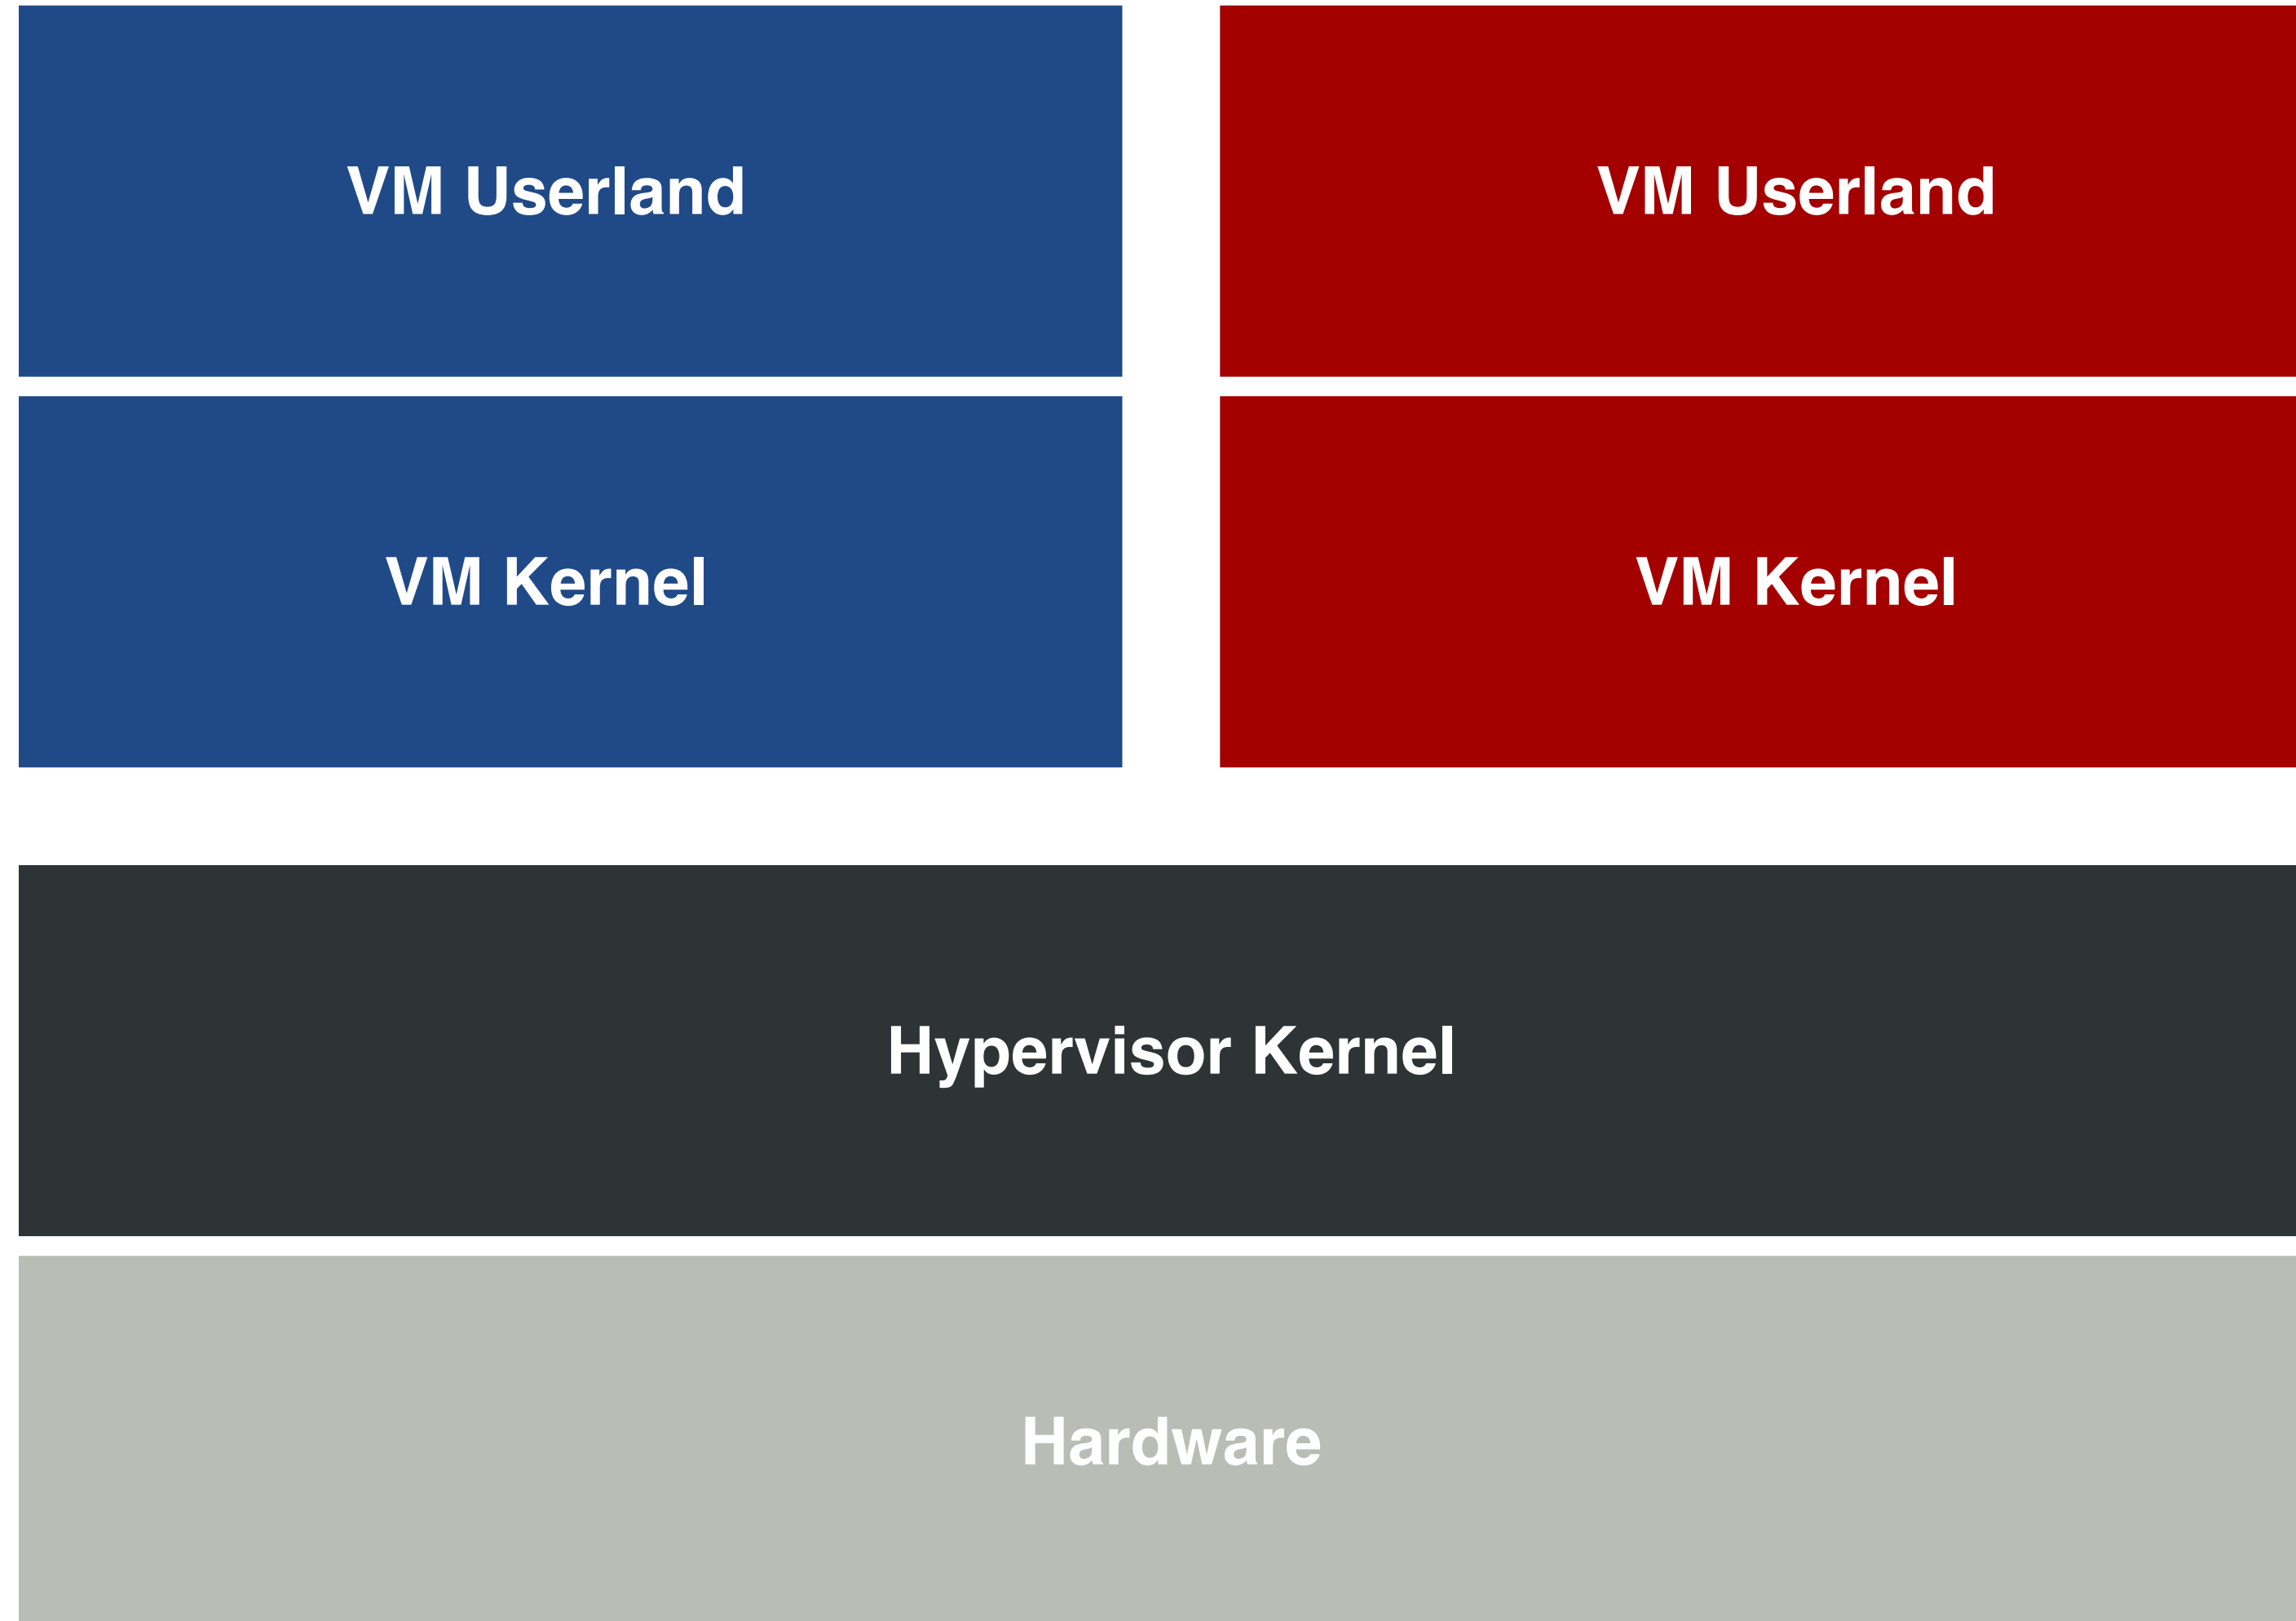 VM Userland
VM Userland
VM Kernel
VM Kernel
Hypervisor Kernel
Hardware